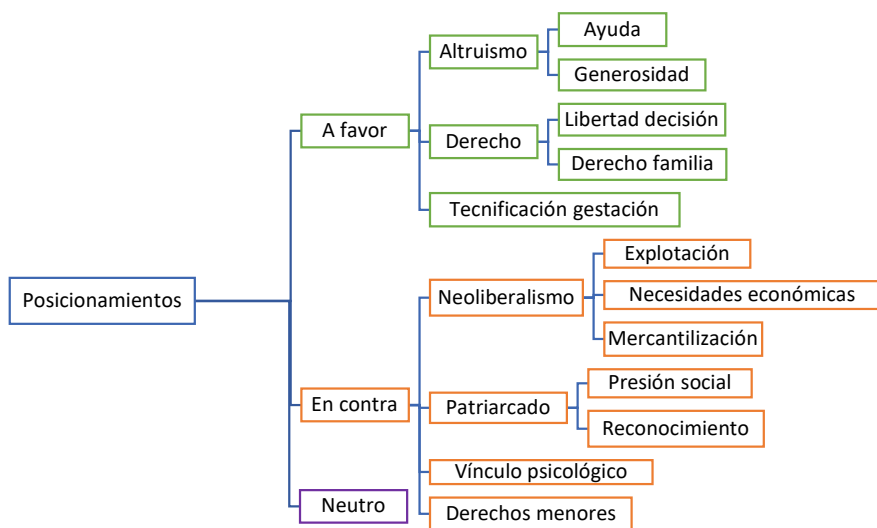 Posicionamientos
A favor
Altruismo
Ayuda
Generosidad
Derecho
Libertad decisión
Derecho familia
Tecnificación gestación
En contra
Neoliberalismo
Explotación
Necesidades económicas
Mercantilización
Patriarcado
Presión social
Reconocimiento
Vínculo psicológico
Derechos menores
Neutro